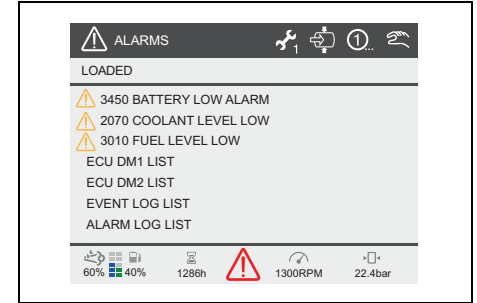 ALARMS 1 1...
LOADED
3450 BATTERY LOW ALARM
2070 COOLANT LEVEL LOW
3010 FUEL LEVEL LOW
ECU DM1 LIST
ECU DM2 LIST
EVENT LOG LIST
ALARM LOG LIST
60% 40% 1286h 1300RPM 22.4bar